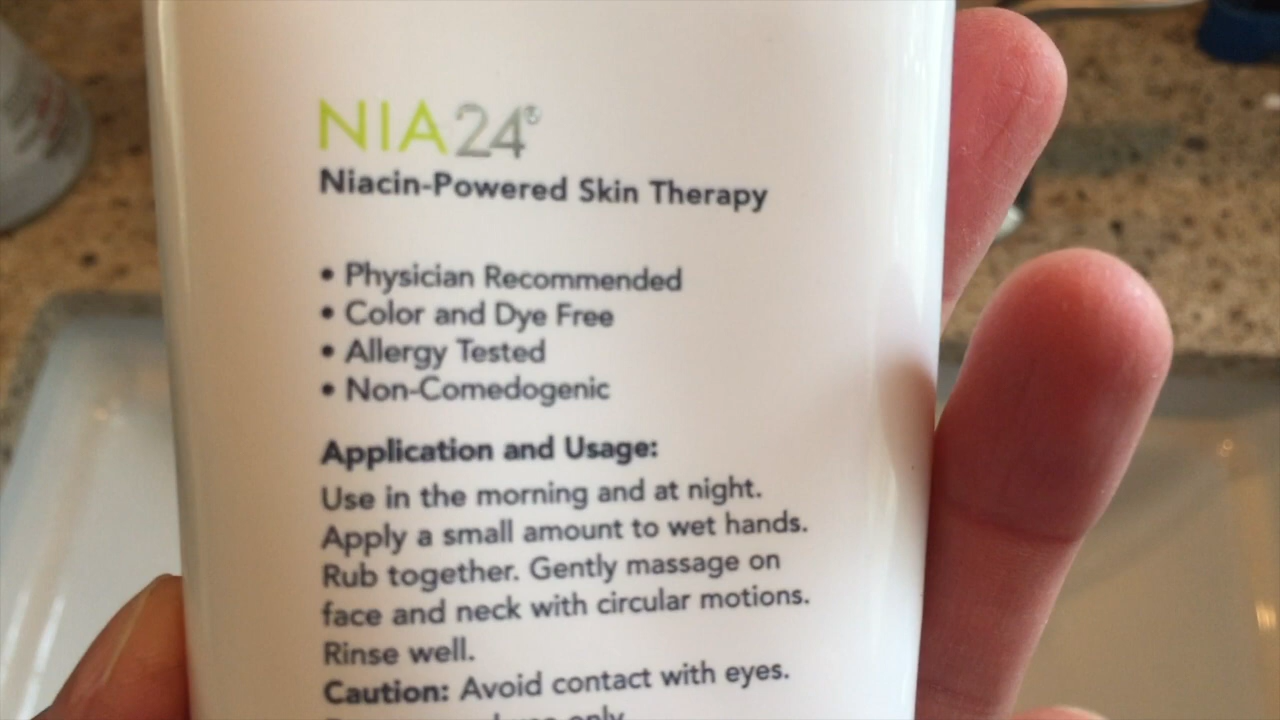 NIA24®
Niacin-Powered Skin Therapy
• Physician Recommended
• Color and Dye Free
• Allergy Tested
• Non-Comedogenic
Application and Usage:
Use in the morning and at night.
Apply a small amount to wet hands.
Rub together. Gently massage on
face and neck with circular motions.
Rinse well.
Caution: Avoid contact with eyes.
only